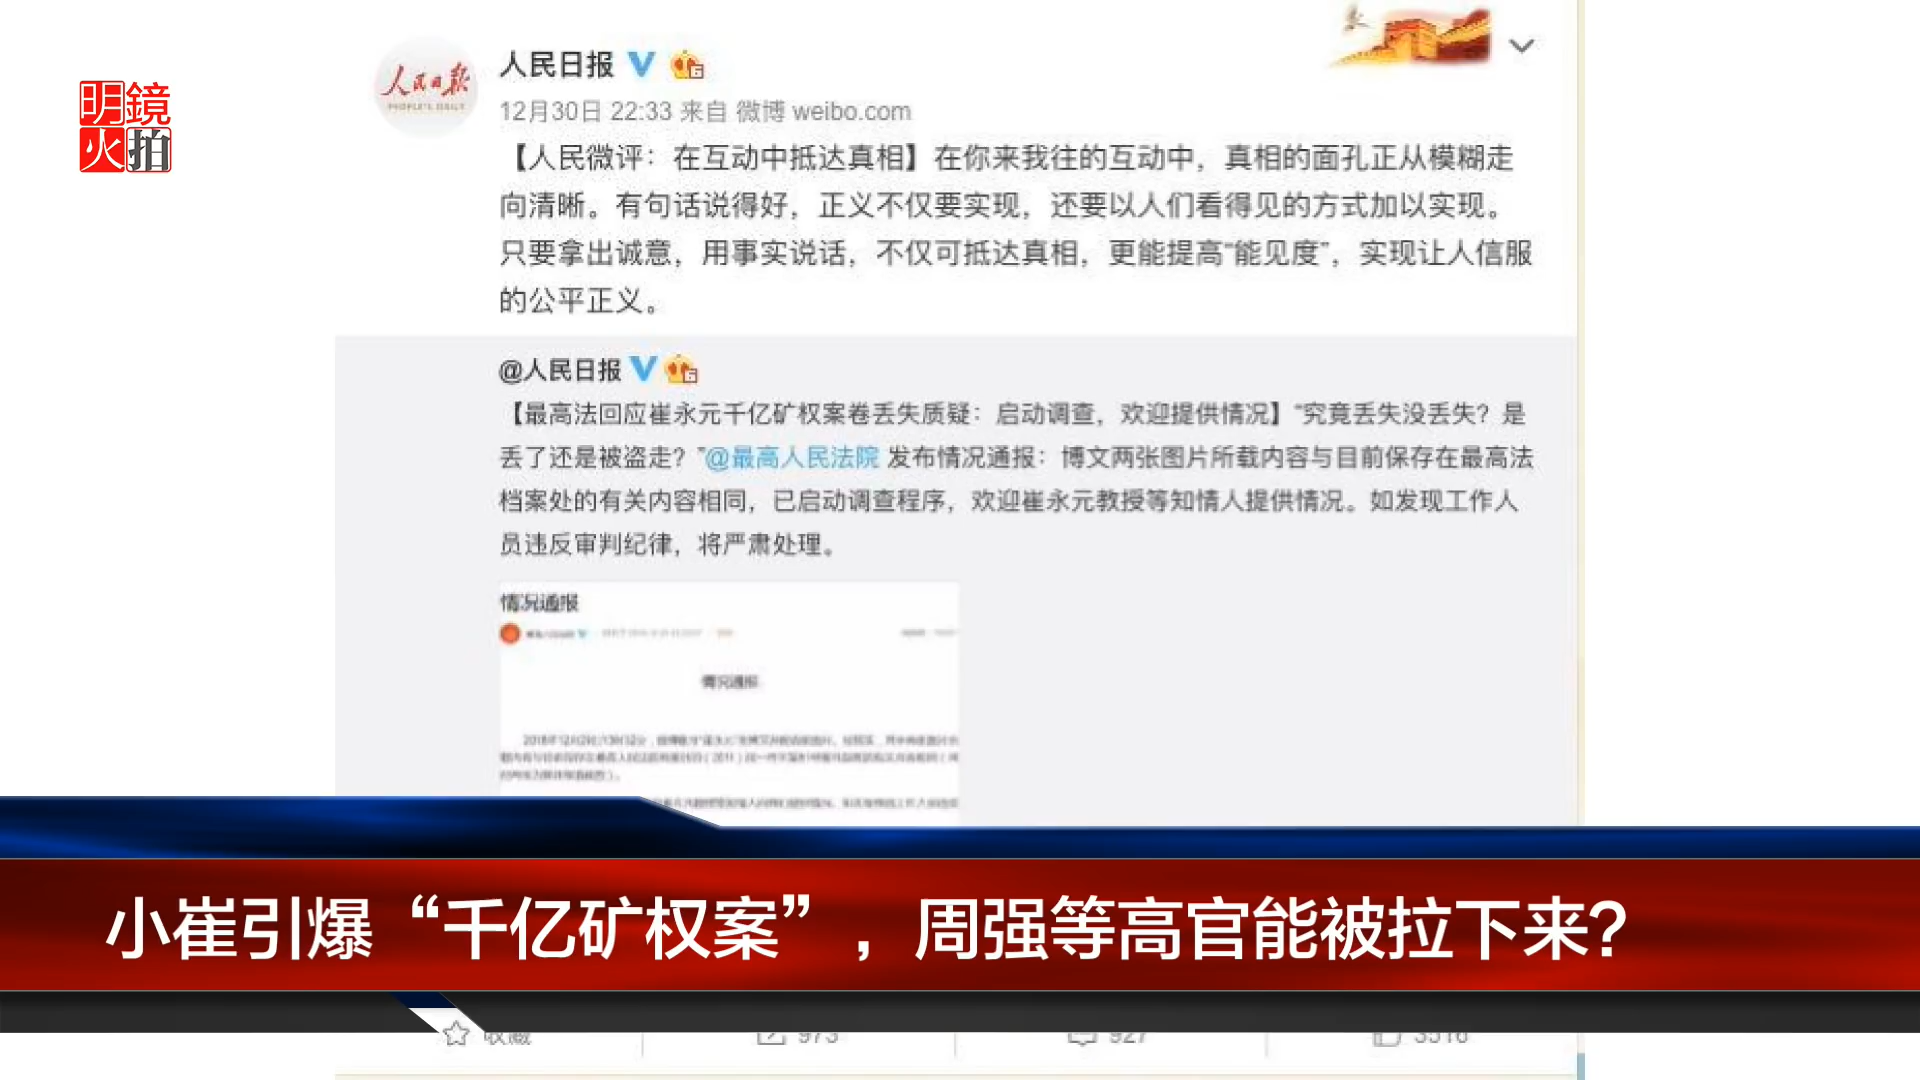 明鏡
火拍
人民日报
PEOPLE'S DAILY
人民日报
12月30日 22:33 来自 微博 weibo.com
【人民微评：在互动中抵达真相】在你来我往的互动中，真相的面孔正从模糊走
向清晰。有句话说得好，正义不仅要实现，还要以人们看得见的方式加以实现。
只要拿出诚意，用事实说话，不仅可抵达真相，更能提高“能见度”，实现让人信服
的公平正义。
@人民日报
【最高法回应崔永元千亿矿权案卷丢失质疑：启动调查，欢迎提供情况】“究竟丢失没丢失？是
丢了还是被盗走？”@最高人民法院 发布情况通报：博文两张图片所载内容与目前保存在最高法
档案处的有关内容相同，已启动调查程序，欢迎崔永元教授等知情人提供情况。如发现工作人
员违反审判纪律，将严肃处理。
情况通报
情况通报
小崔引爆“千亿矿权案”，周强等高官能被拉下来？
收藏
973
927
3516